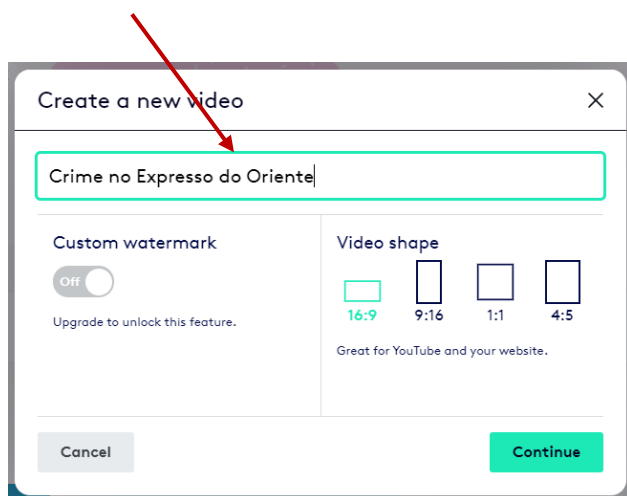 Create a new video
Crime no Expresso do Oriente
Custom watermark
Off
Upgrade to unlock this feature.
Video shape
16:9 9:16 1:1 4:5
Great for YouTube and your website.
Cancel
Continue